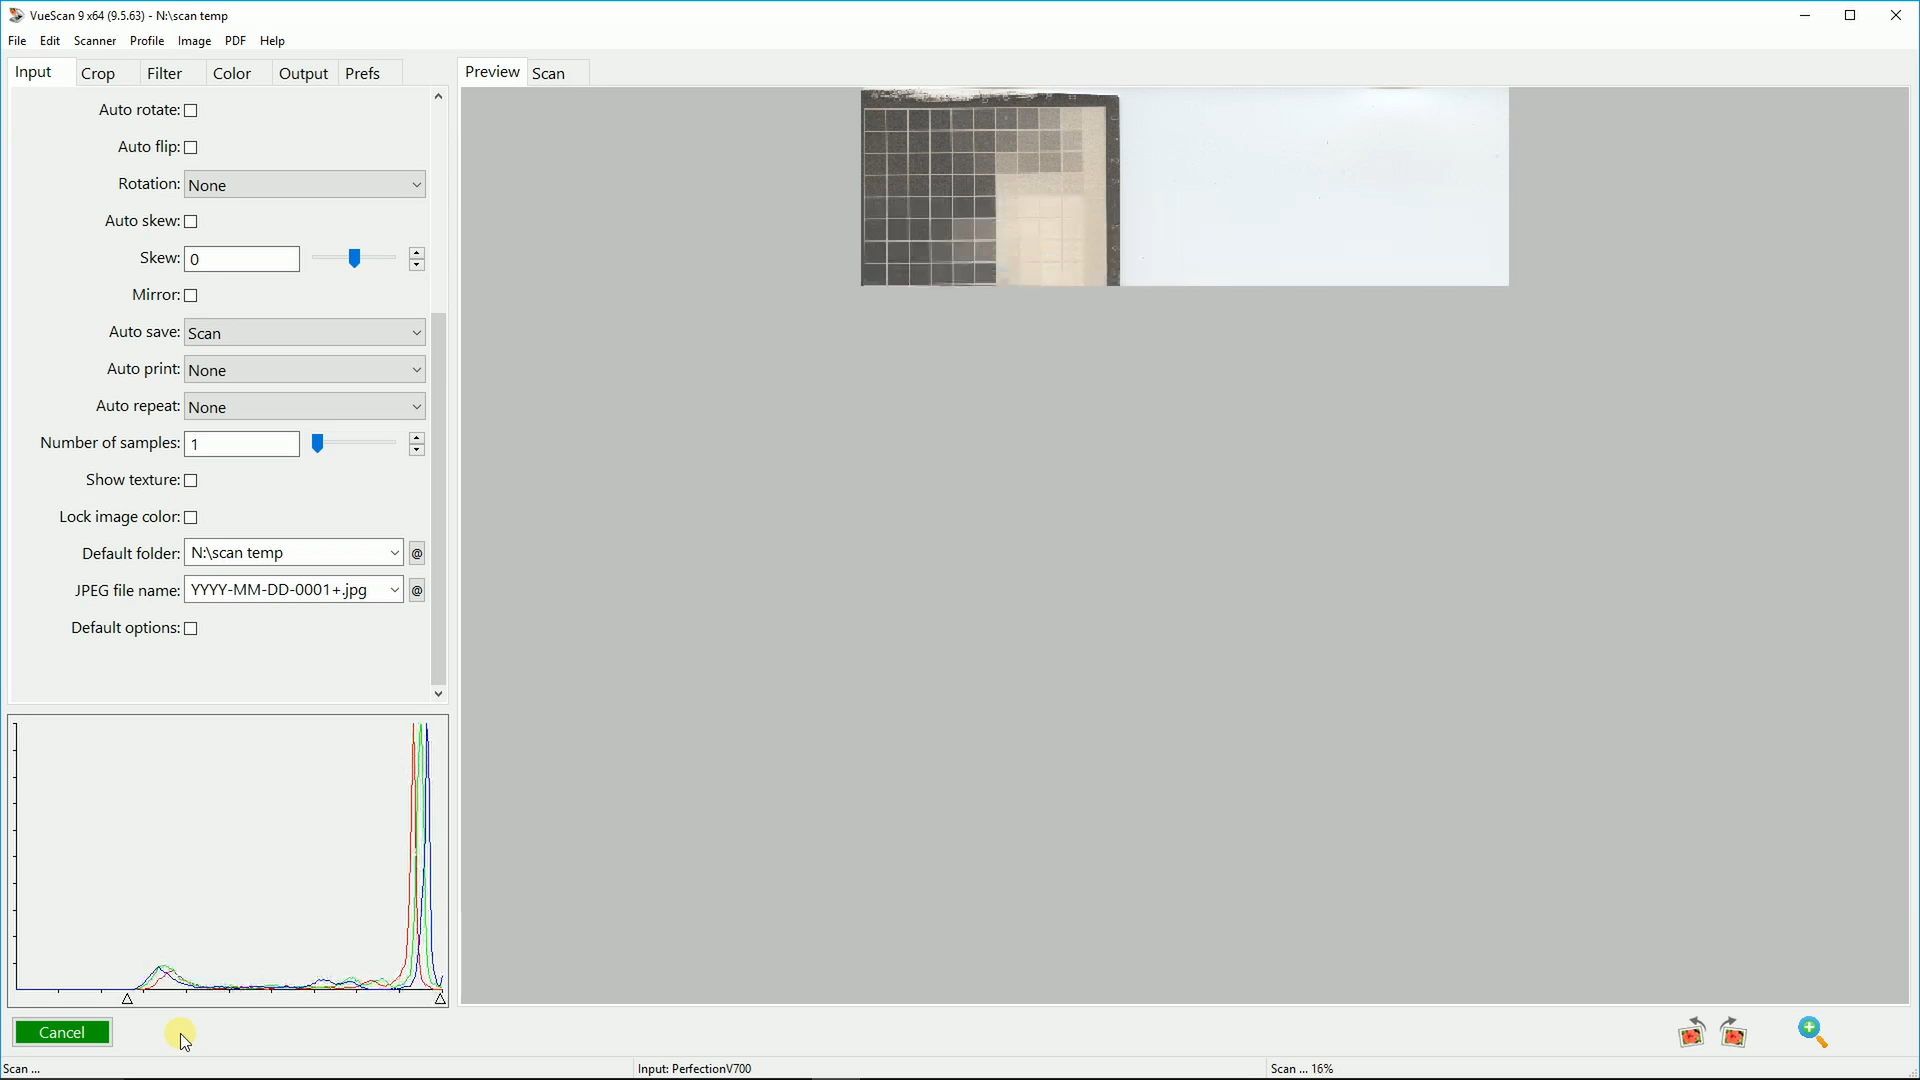 VueScan 9 x64 (9.5.63) - N:\scan temp
File Edit Scanner Profile Image PDF Help
Input Crop Filter Color Output Prefs
Preview Scan
Auto rotate:
Auto flip:
Rotation: None
Auto skew:
Skew: 0
Mirror:
Auto save: Scan
Auto print: None
Auto repeat: None
Number of samples: 1
Show texture:
Lock image color:
Default folder: N:\scan temp @
JPEG file name: YYYY-MM-DD-0001+.jpg @
Default options:
Cancel
Scan ... Input: PerfectionV700 Scan ... 16%